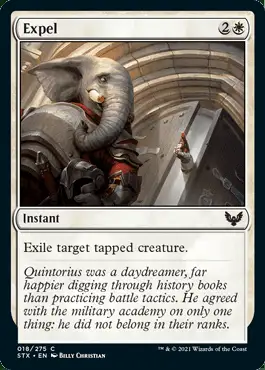 Expel 2
Instant
Exile target tapped creature.
Quintorius was a daydreamer, far
happier digging through history books
than practicing battle tactics. He agreed
with the military academy on only one
thing: he did not belong in their ranks.
018/275 C
STX • EN BILLY CHRISTIAN
™ & © 2021 Wizards of the Coast